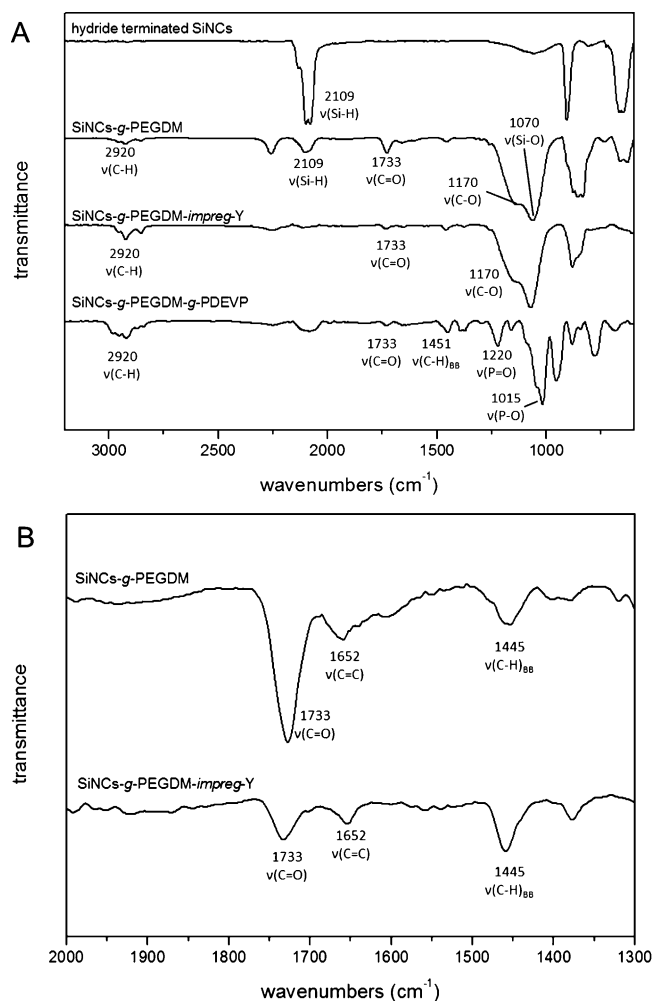 A
hydride terminated SiNCs
2109
ν(Si-H)
SiNCs-g-PEGDM
2920
ν(C-H)
2109
ν(Si-H)
1733
ν(C=O)
1170
ν(C-O)
1070
ν(Si-O)
SiNCs-g-PEGDM-impreg-Y
2920
ν(C-H)
1733
ν(C=O)
1170
ν(C-O)
SiNCs-g-PEGDM-g-PDEVP
2920
ν(C-H)
1733
ν(C=O)
1451
ν(C-H)BB
1220
ν(P=O)
1015
ν(P-O)
transmittance
3000 2500 2000 1500 1000
wavenumbers (cm-1)
B
SiNCs-g-PEGDM
1733
ν(C=O)
1652
ν(C=C)
1445
ν(C-H)BB
SiNCs-g-PEGDM-impreg-Y
1733
ν(C=O)
1652
ν(C=C)
1445
ν(C-H)BB
transmittance
2000 1900 1800 1700 1600 1500 1400 1300
wavenumbers (cm-1)